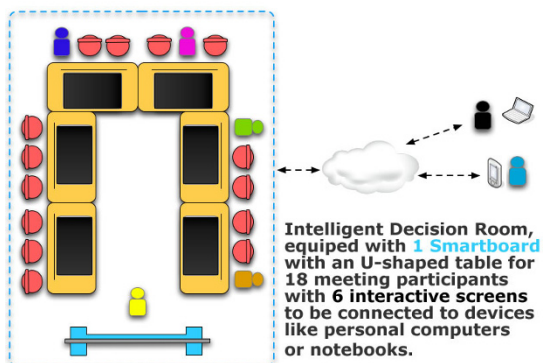 Intelligent Decision Room,
equiped with 1 Smartboard
with an U-shaped table for
18 meeting participants
with 6 interactive screens
to be connected to devices
like personal computers
or notebooks.